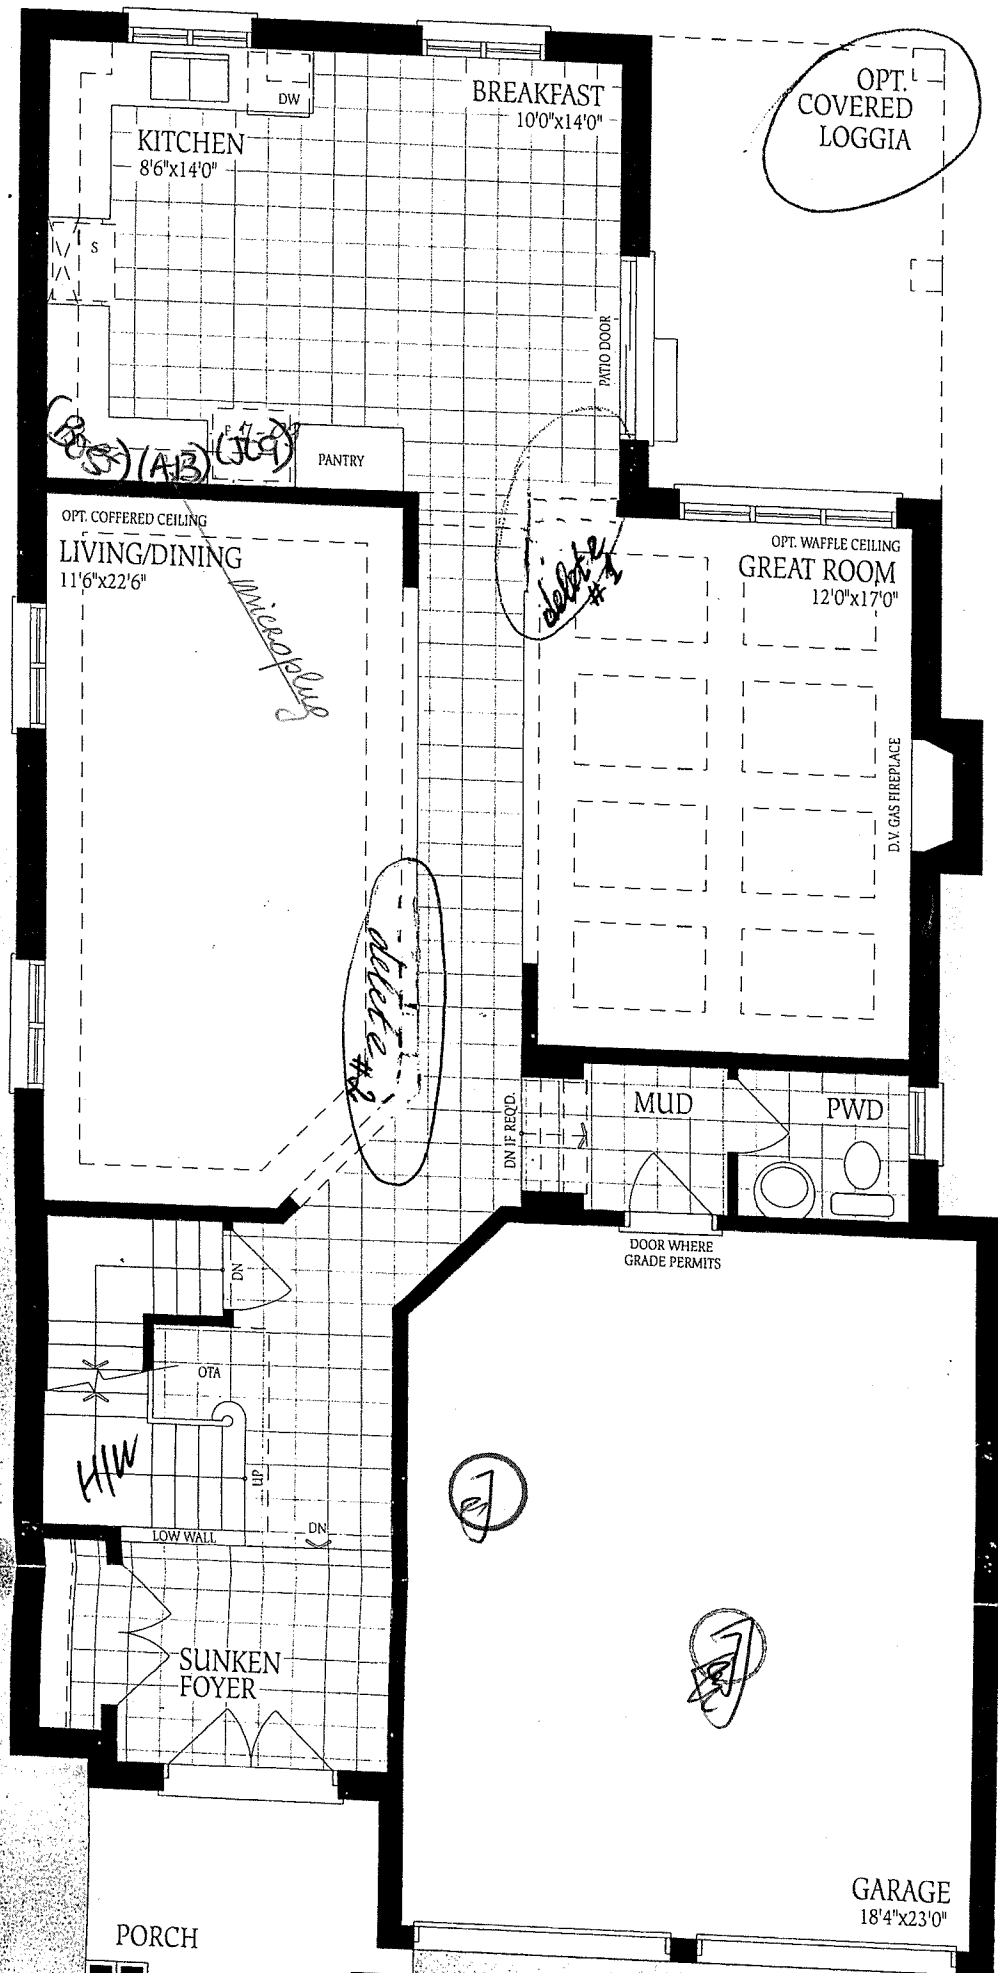 OPT.
COVERED
LOGGIA
BREAKFAST
10'0"x14'0"
DW
KITCHEN
8'6"x14'0"
S
PATIO DOOR
(A13)
(JC9)
PANTRY
OPT. COFFERED CEILING
LIVING/DINING
11'6"x22'6"
microplug
delete
#1
OPT. WAFFLE CEILING
GREAT ROOM
12'0"x17'0"
D.V. GAS FIREPLACE
delete
#2
DN IF REQ'D.
MUD
PWD
DOOR WHERE
GRADE PERMITS
DN
OTA
H/W
UP
LOW WALL
DN
SUNKEN
FOYER
GARAGE
18'4"x23'0"
PORCH